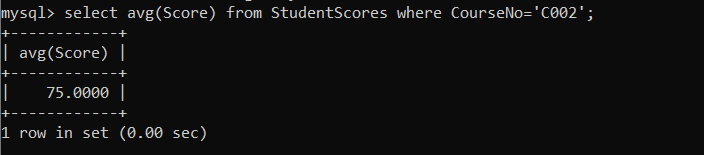 mysql> select avg(Score) from StudentScores where CourseNo='C002';
+------------+
| avg(Score) |
+------------+
|    75.0000 |
+------------+
1 row in set (0.00 sec)